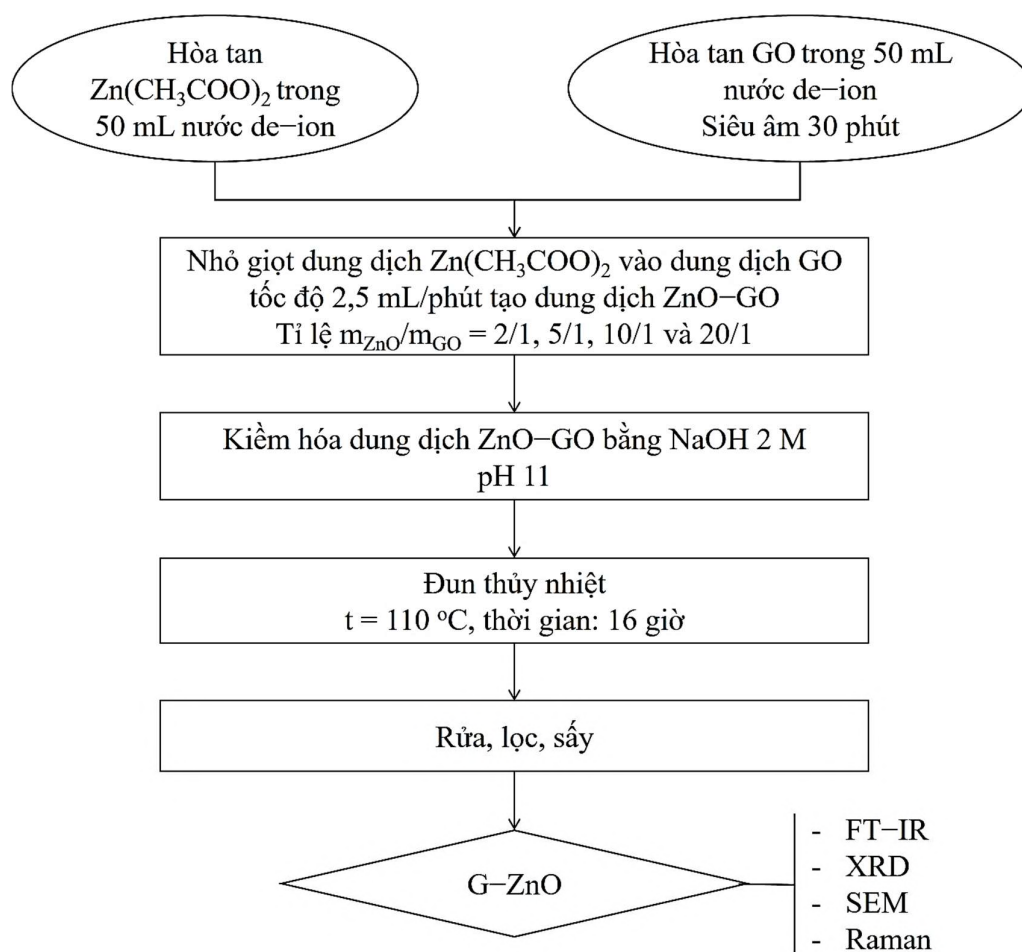 Hòa tan
Zn(CH₃COO)₂ trong
50 mL nước de−ion
Hòa tan GO trong 50 mL
nước de−ion
Siêu âm 30 phút
Nhỏ giọt dung dịch Zn(CH₃COO)₂ vào dung dịch GO
tốc độ 2,5 mL/phút tạo dung dịch ZnO−GO
Tỉ lệ m_ZnO/m_GO = 2/1, 5/1, 10/1 và 20/1
Kiềm hóa dung dịch ZnO−GO bằng NaOH 2 M
pH 11
Đun thủy nhiệt
t = 110 ºC, thời gian: 16 giờ
Rửa, lọc, sấy
G−ZnO
- FT−IR
- XRD
- SEM
- Raman